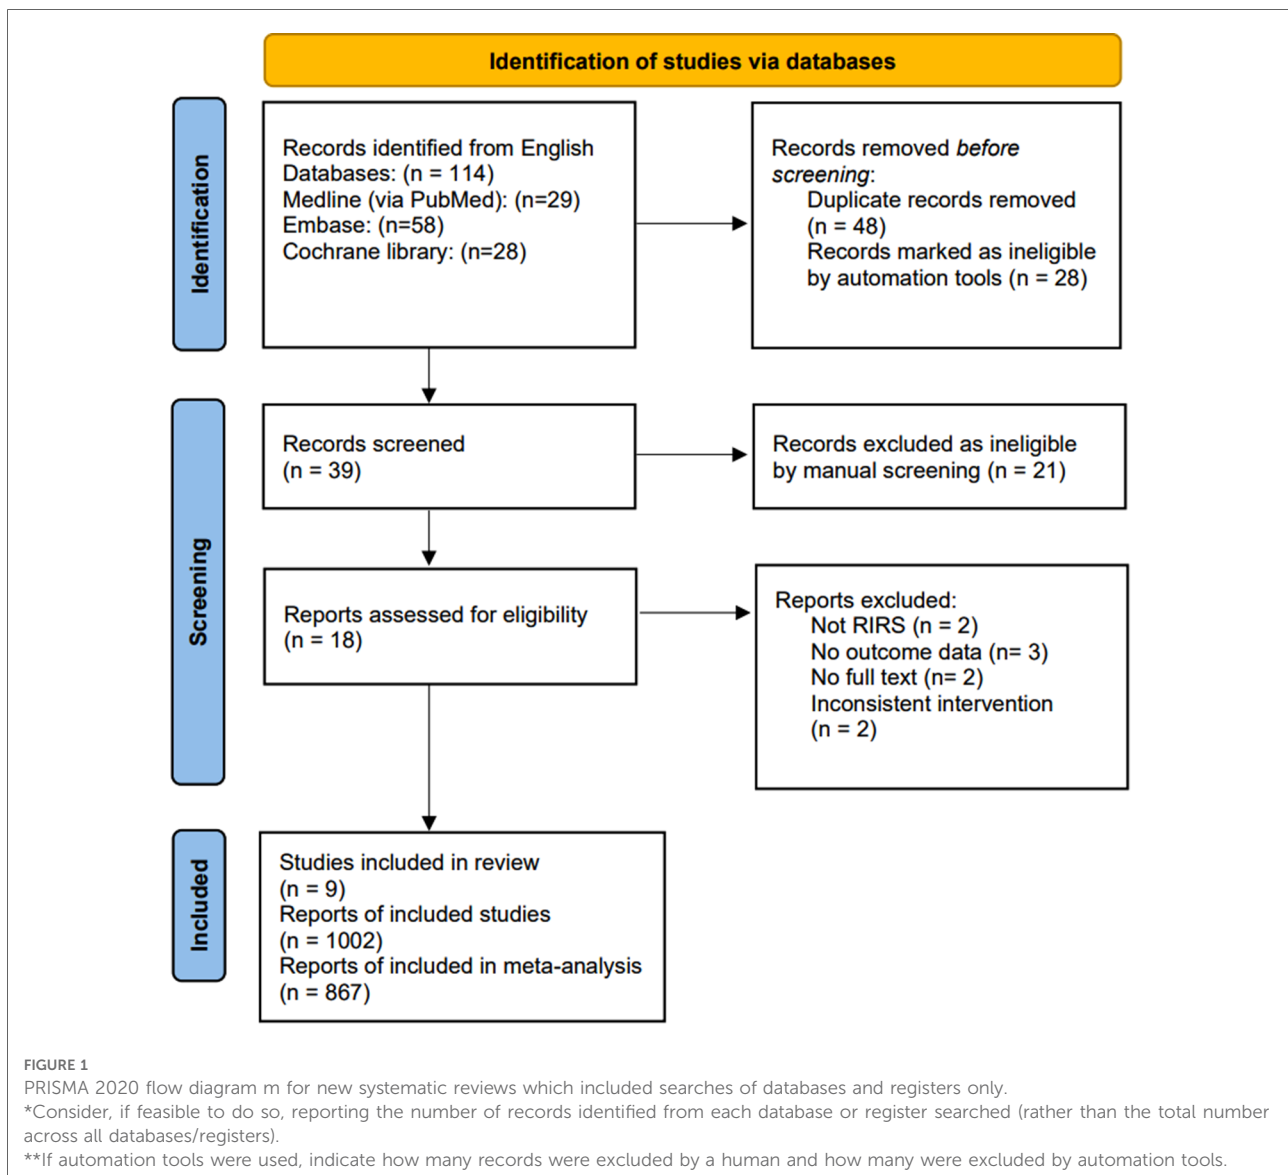 Identification of studies via databases
Identification
Records identified from English
Databases: (n = 114)
Medline (via PubMed): (n=29)
Embase: (n=58)
Cochrane library: (n=28)
Records removed before
screening:
Duplicate records removed
(n = 48)
Records marked as ineligible
by automation tools (n = 28)
Screening
Records screened
(n = 39)
Records excluded as ineligible
by manual screening (n = 21)
Reports assessed for eligibility
(n = 18)
Reports excluded:
Not RIRS (n = 2)
No outcome data (n= 3)
No full text (n= 2)
Inconsistent intervention
(n = 2)
Included
Studies included in review
(n = 9)
Reports of included studies
(n = 1002)
Reports of included in meta-analysis
(n = 867)
FIGURE 1
PRISMA 2020 flow diagram m for new systematic reviews which included searches of databases and registers only.
*Consider, if feasible to do so, reporting the number of records identified from each database or register searched (rather than the total number
across all databases/registers).
**If automation tools were used, indicate how many records were excluded by a human and how many were excluded by automation tools.